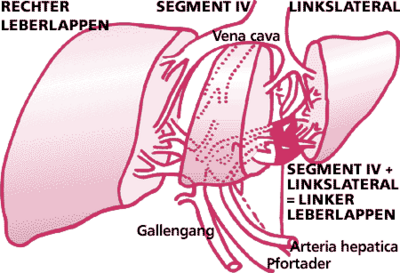 RECHTER
LEBERLAPPEN
SEGMENT IV
LINKSLATERAL
Vena cava
SEGMENT IV +
LINKSLATERAL
= LINKER
LEBERLAPPEN
Gallengang
Arteria hepatica
Pfortader